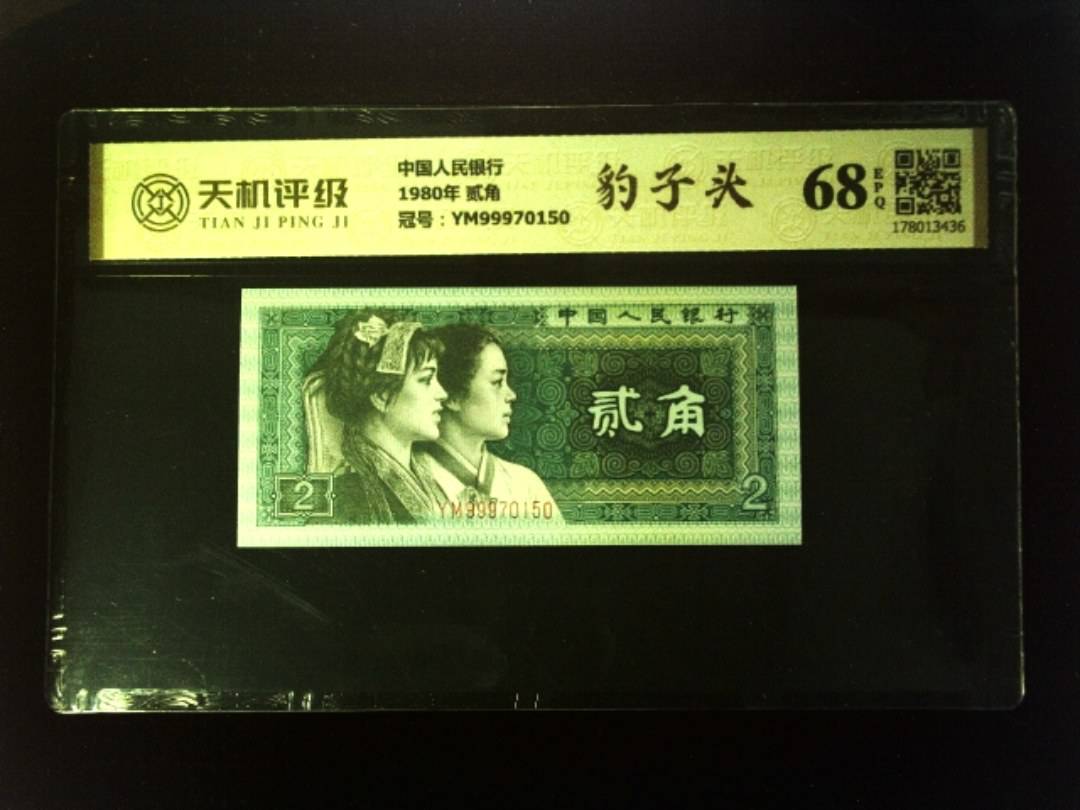 天机评级
TIAN JI PING JI
中国人民银行
1980年 贰角
冠号：YM99970150
豹子头
68
EPQ
178013436
中国人民银行
贰角
2
YM99970150
2